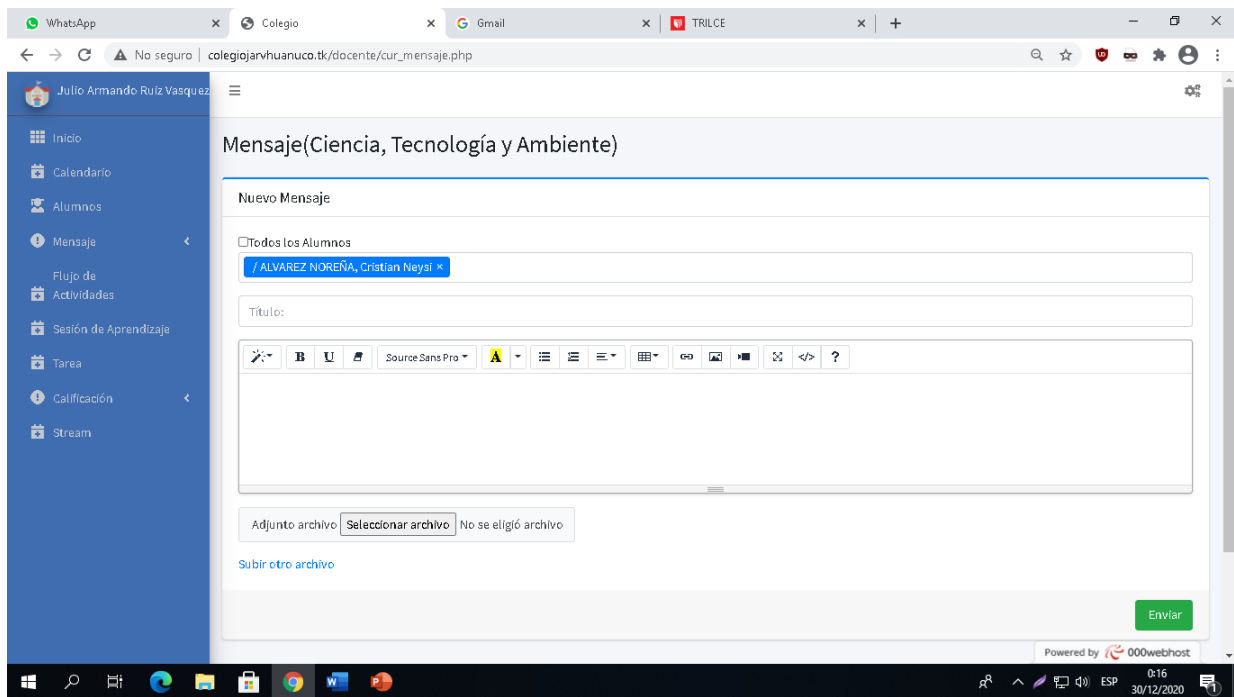 WhatsApp Colegio Gmail TRILCE
No seguro colegiojarvhuanuco.tk/docente/cur_mensaje.php
Julio Armando Ruiz Vasquez
Inicio
Calendario
Alumnos
Mensaje
Flujo de
Actividades
Sesión de Aprendizaje
Tarea
Calificación
Stream
Mensaje(Ciencia, Tecnología y Ambiente)
Nuevo Mensaje
Todos los Alumnos
/ ALVAREZ NOREÑA, Cristian Neysi ×
Título:
B U Source Sans Pro A </> ?
Adjunto archivo Seleccionar archivo No se eligió archivo
Subir otro archivo
Enviar
Powered by 000webhost
ESP 0:16
30/12/2020